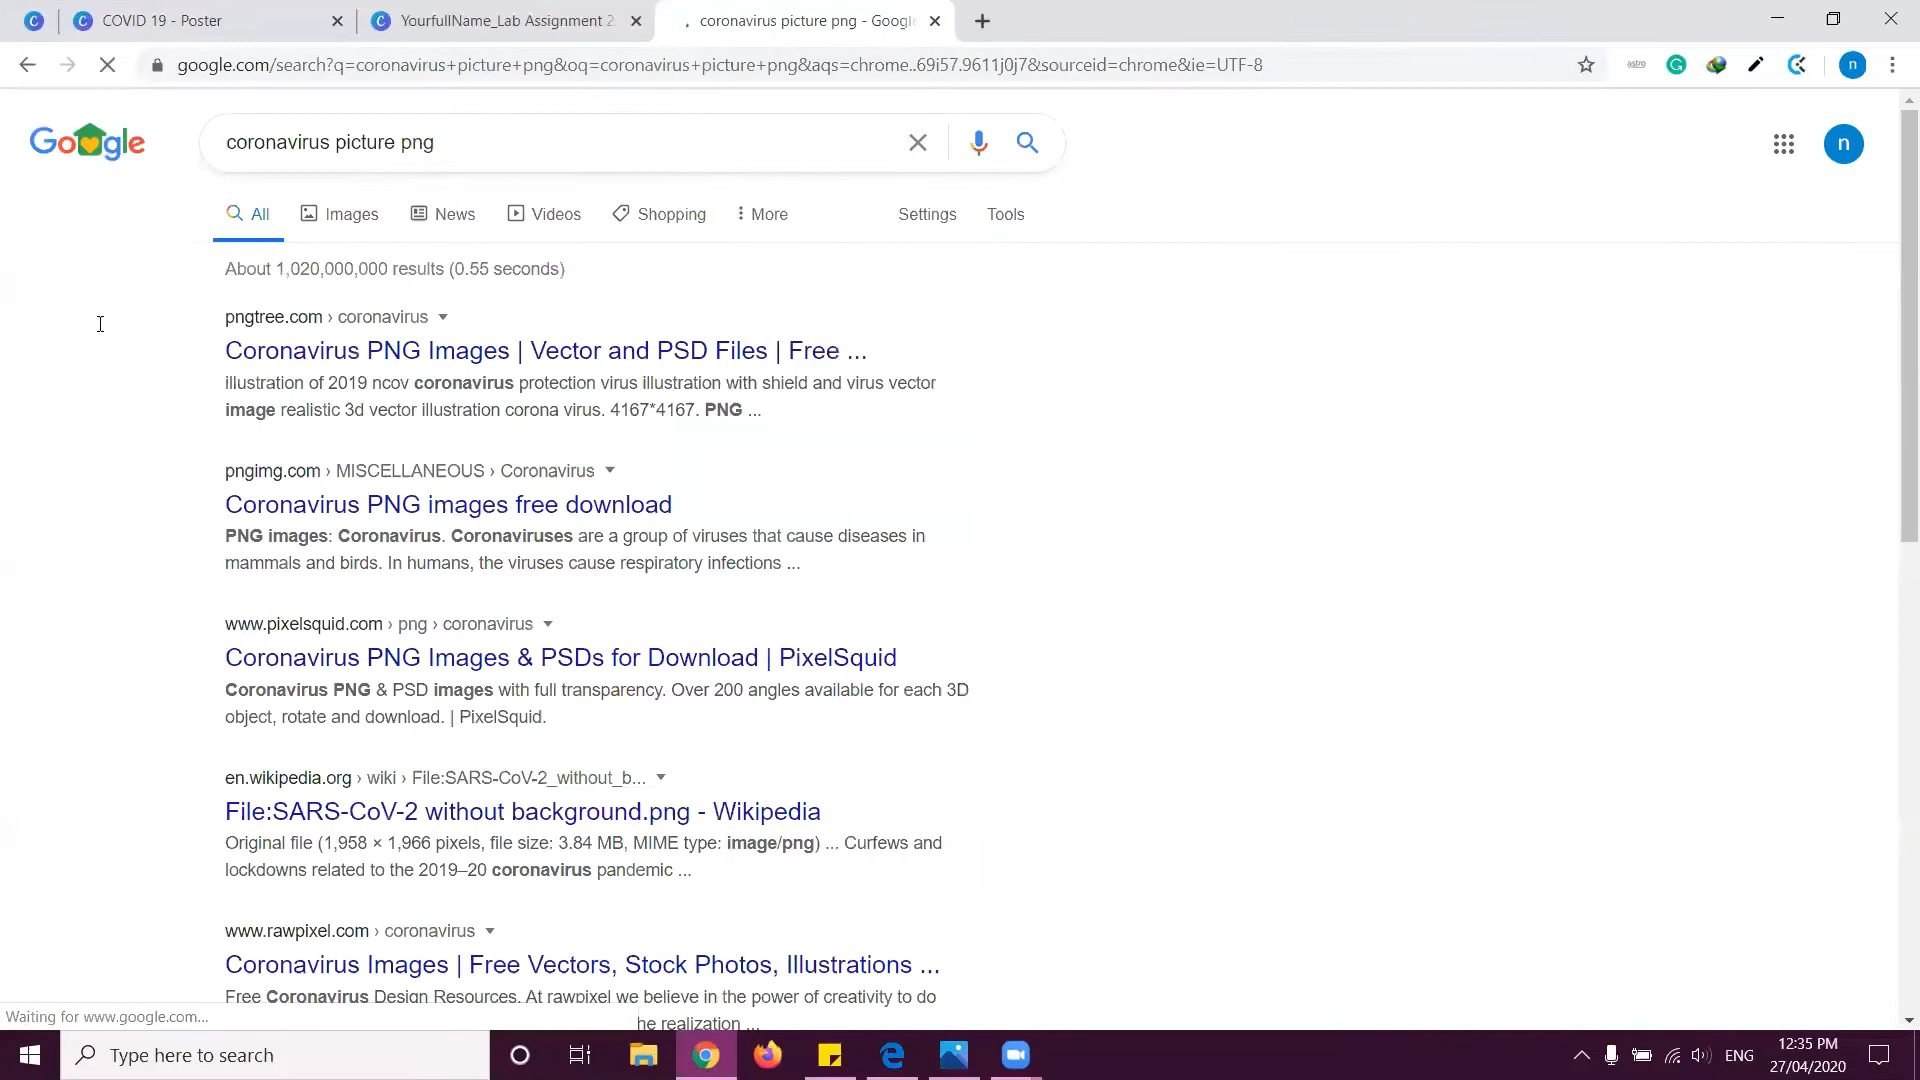 COVID 19 - Poster
YourfullName_Lab Assignment 2
coronavirus picture png - Google
google.com/search?q=coronavirus+picture+png&oq=coronavirus+picture+png&aqs=chrome..69i57.9611j0j7&sourceid=chrome&ie=UTF-8
astro
n
Google
coronavirus picture png
n
All
Images
News
Videos
Shopping
More
Settings
Tools
About 1,020,000,000 results (0.55 seconds)
pngtree.com › coronavirus
Coronavirus PNG Images | Vector and PSD Files | Free ...
illustration of 2019 ncov coronavirus protection virus illustration with shield and virus vector
image realistic 3d vector illustration corona virus. 4167*4167. PNG ...
pngimg.com › MISCELLANEOUS › Coronavirus
Coronavirus PNG images free download
PNG images: Coronavirus. Coronaviruses are a group of viruses that cause diseases in
mammals and birds. In humans, the viruses cause respiratory infections ...
www.pixelsquid.com › png › coronavirus
Coronavirus PNG Images & PSDs for Download | PixelSquid
Coronavirus PNG & PSD images with full transparency. Over 200 angles available for each 3D
object, rotate and download. | PixelSquid.
en.wikipedia.org › wiki › File:SARS-CoV-2_without_b...
File:SARS-CoV-2 without background.png - Wikipedia
Original file (1,958 × 1,966 pixels, file size: 3.84 MB, MIME type: image/png) ... Curfews and
lockdowns related to the 2019–20 coronavirus pandemic ...
www.rawpixel.com › coronavirus
Coronavirus Images | Free Vectors, Stock Photos, Illustrations ...
Free Coronavirus Design Resources. At rawpixel we believe in the power of creativity to do
Waiting for www.google.com...
he realization ...
Type here to search
ENG
12:35 PM
27/04/2020